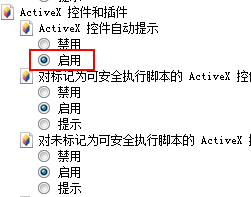 ActiveX 控件和插件
ActiveX 控件自动提示
禁用
启用
对标记为可安全执行脚本的 ActiveX 控
禁用
启用
提示
对未标记为可安全执行脚本的 ActiveX
禁用
启用
提示